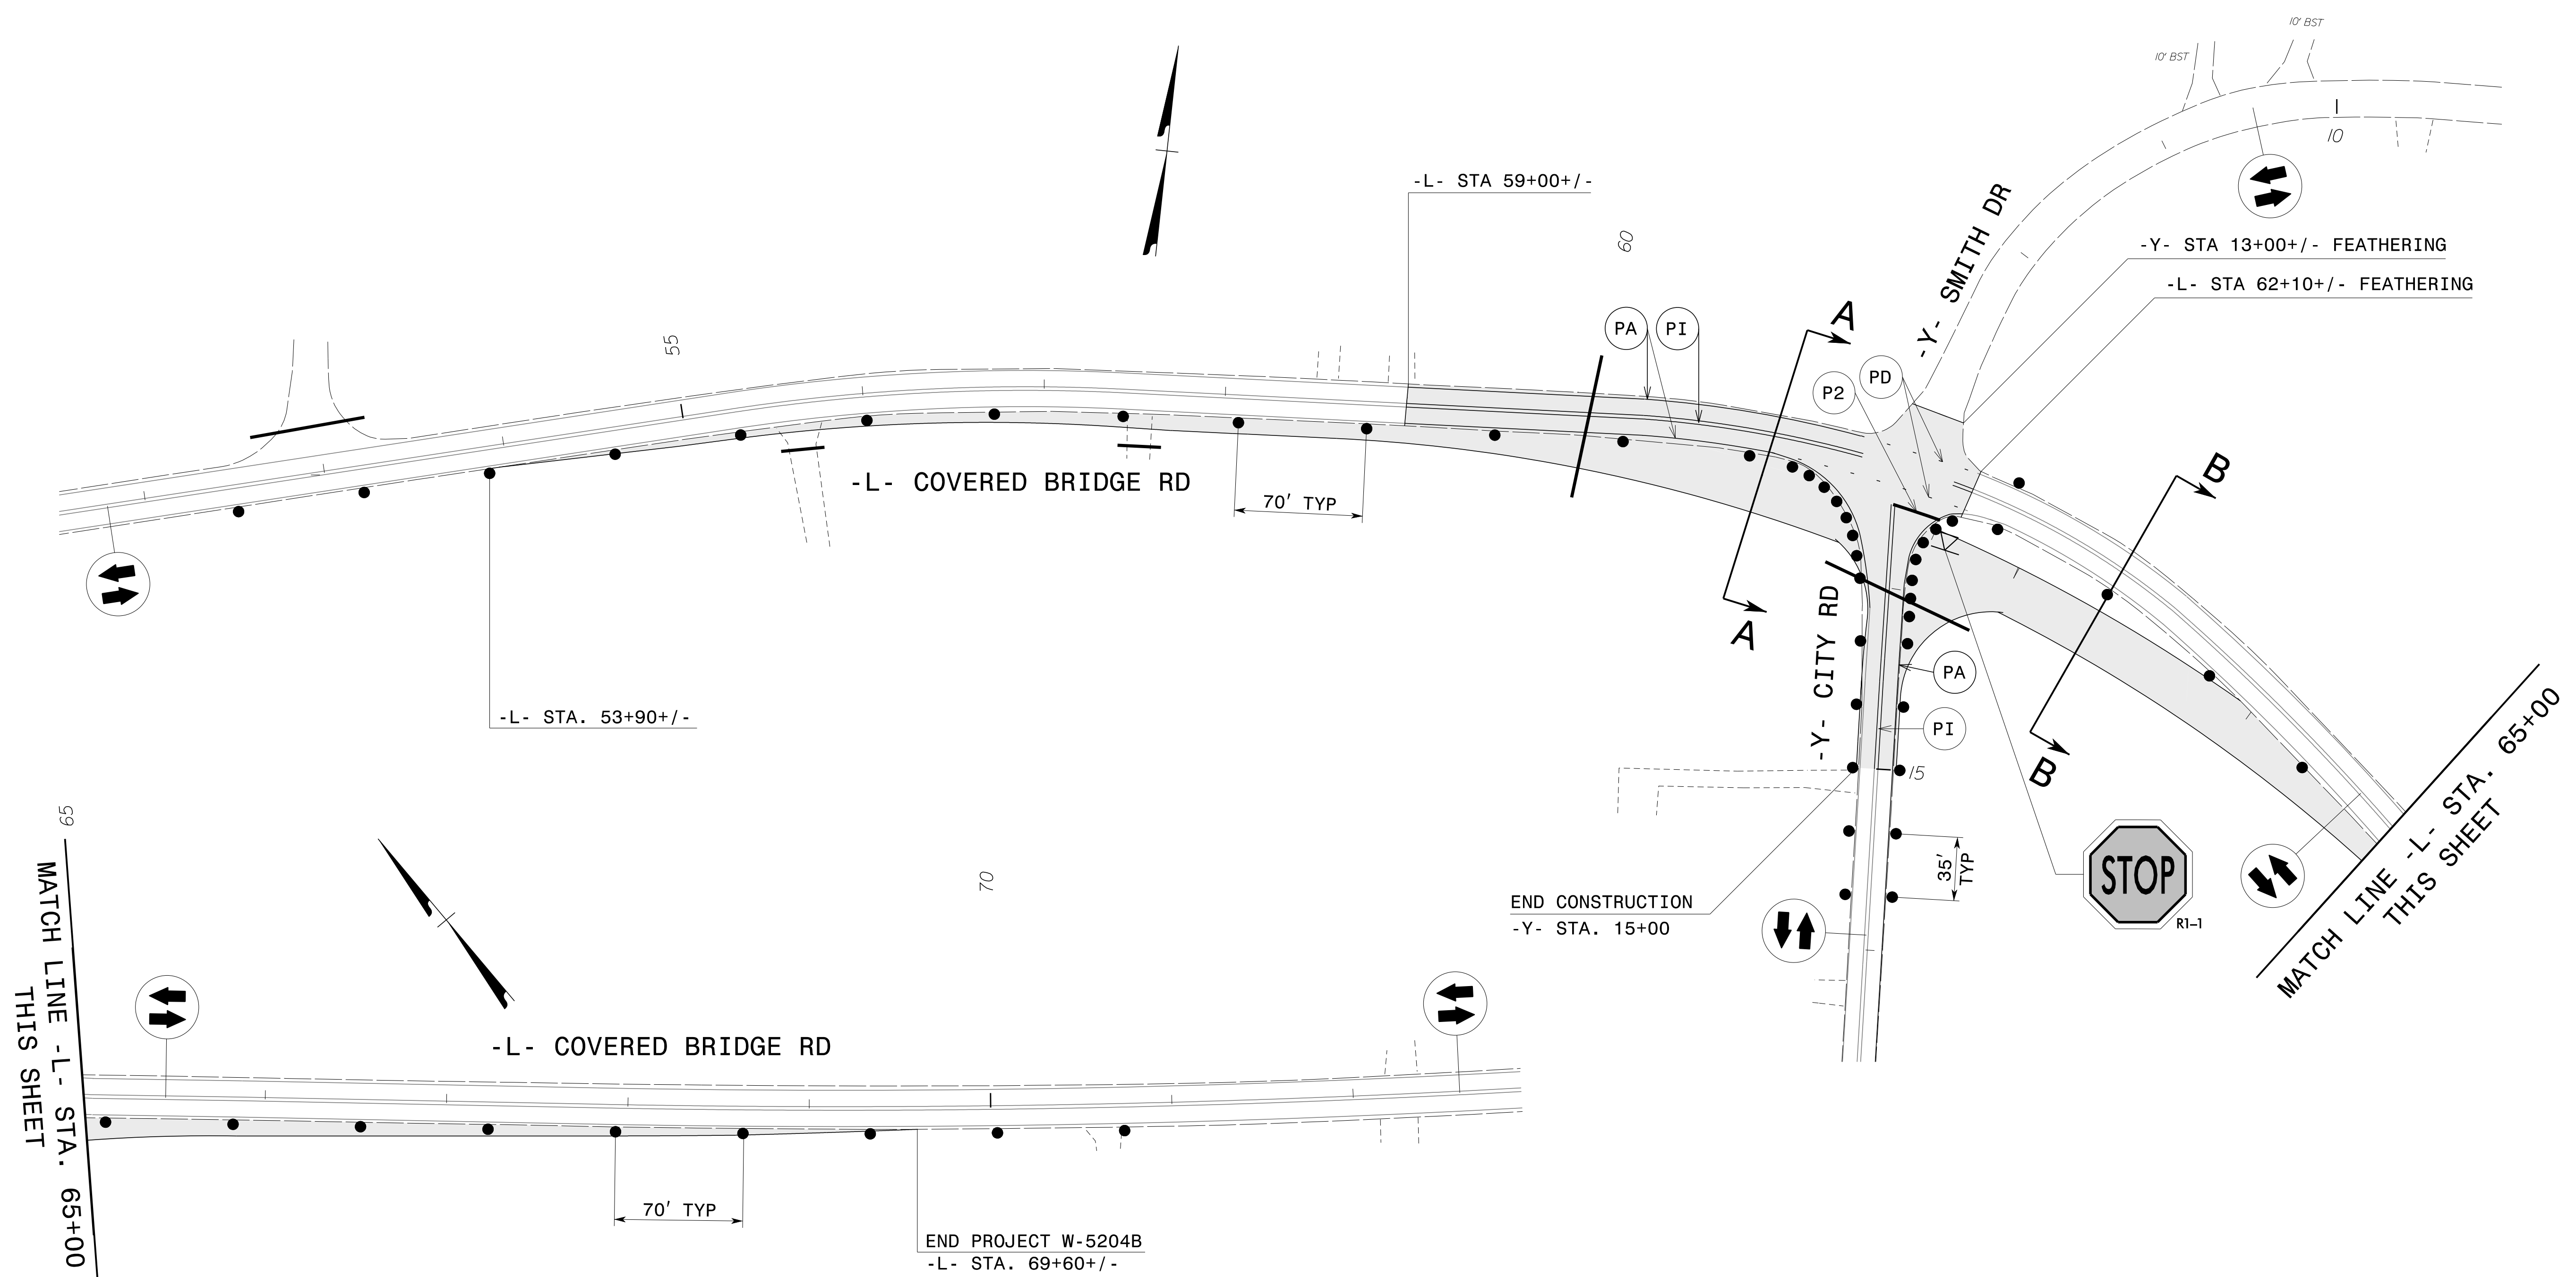 10' BST
10' BST
10
-Y- SMITH DR
-L- STA 59+00+/-
60
-Y- STA 13+00+/- FEATHERING
-L- STA 62+10+/- FEATHERING
55
PA
PI
A
P2
PD
B
-L- COVERED BRIDGE RD
70' TYP
A
-Y- CITY RD
PA
PI
B
15
-L- STA. 53+90+/-
MATCH LINE -L- STA. 65+00
THIS SHEET
STOP
R1-1
35'
TYP
END CONSTRUCTION
-Y- STA. 15+00
65
MATCH LINE -L- STA. 65+00
THIS SHEET
70
-L- COVERED BRIDGE RD
70' TYP
END PROJECT W-5204B
-L- STA. 69+60+/-